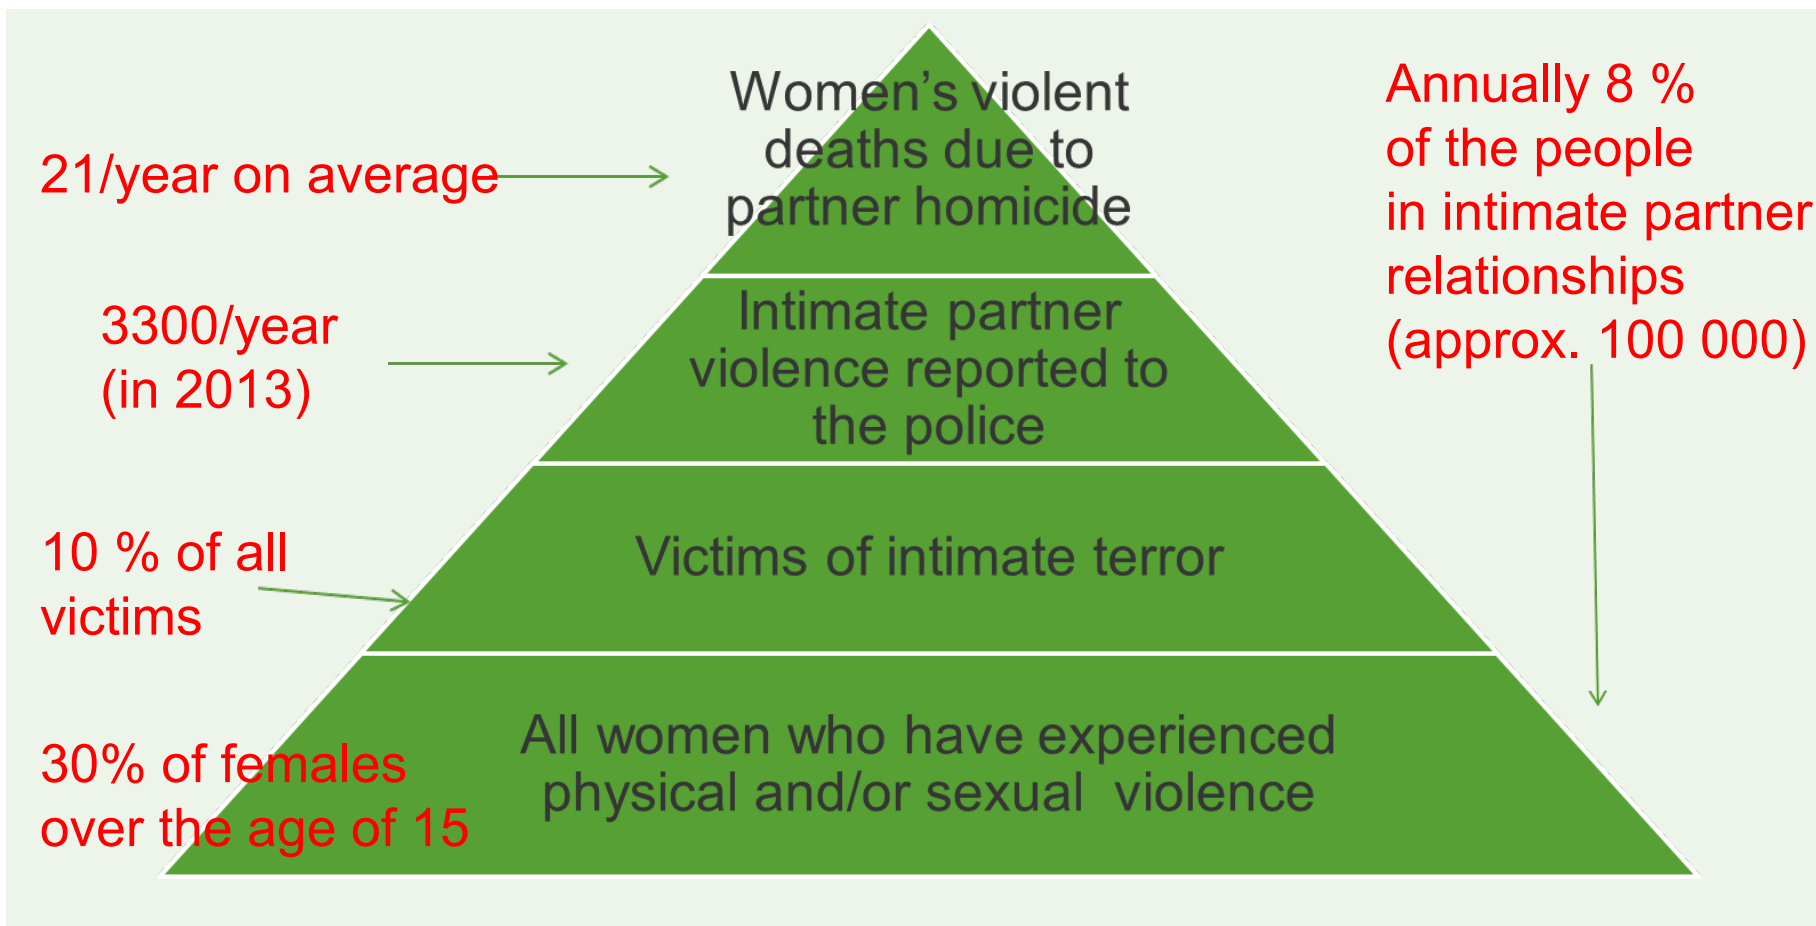 Women's violent
deaths due to
partner homicide
21/year on average
Annually 8 %
of the people
in intimate partner
relationships
(approx. 100 000)
Intimate partner
violence reported to
the police
3300/year
(in 2013)
Victims of intimate terror
10 % of all
victims
All women who have experienced
physical and/or sexual  violence
30% of females
over the age of 15